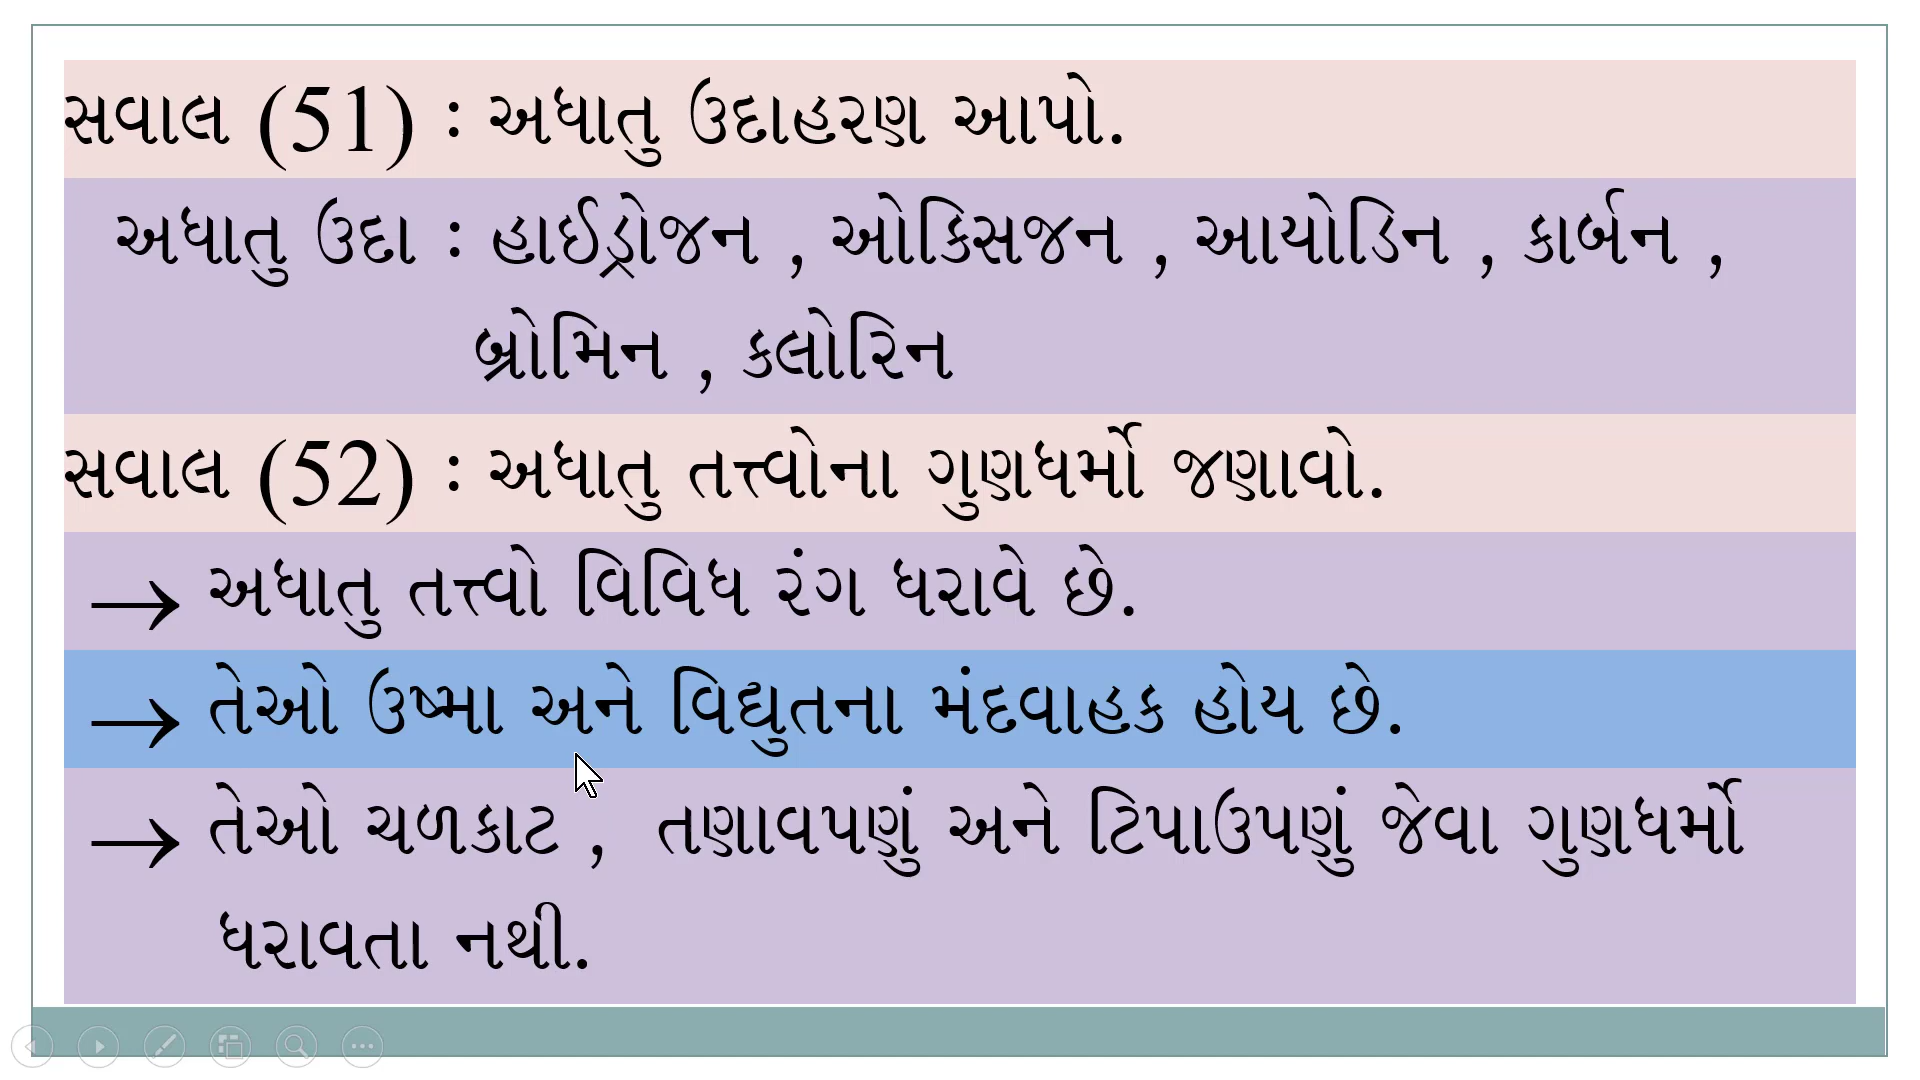 સવાલ (51) : અધાતુ ઉદાહરણ આપો.
અધાતુ ઉદા : હાઈડ્રોજન , ઓક્સિજન , આયોડિન , કાર્બન ,
બ્રોમિન , ક્લોરિન
સવાલ (52) : અધાતુ તત્ત્વોના ગુણધર્મો જણાવો.
→ અધાતુ તત્ત્વો વિવિધ રંગ ધરાવે છે.
→ તેઓ ઉષ્મા અને વિદ્યુતના મંદવાહક હોય છે.
→ તેઓ ચળકાટ , તણાવપણું અને ટિપાઉપણું જેવા ગુણધર્મો
ધરાવતા નથી.